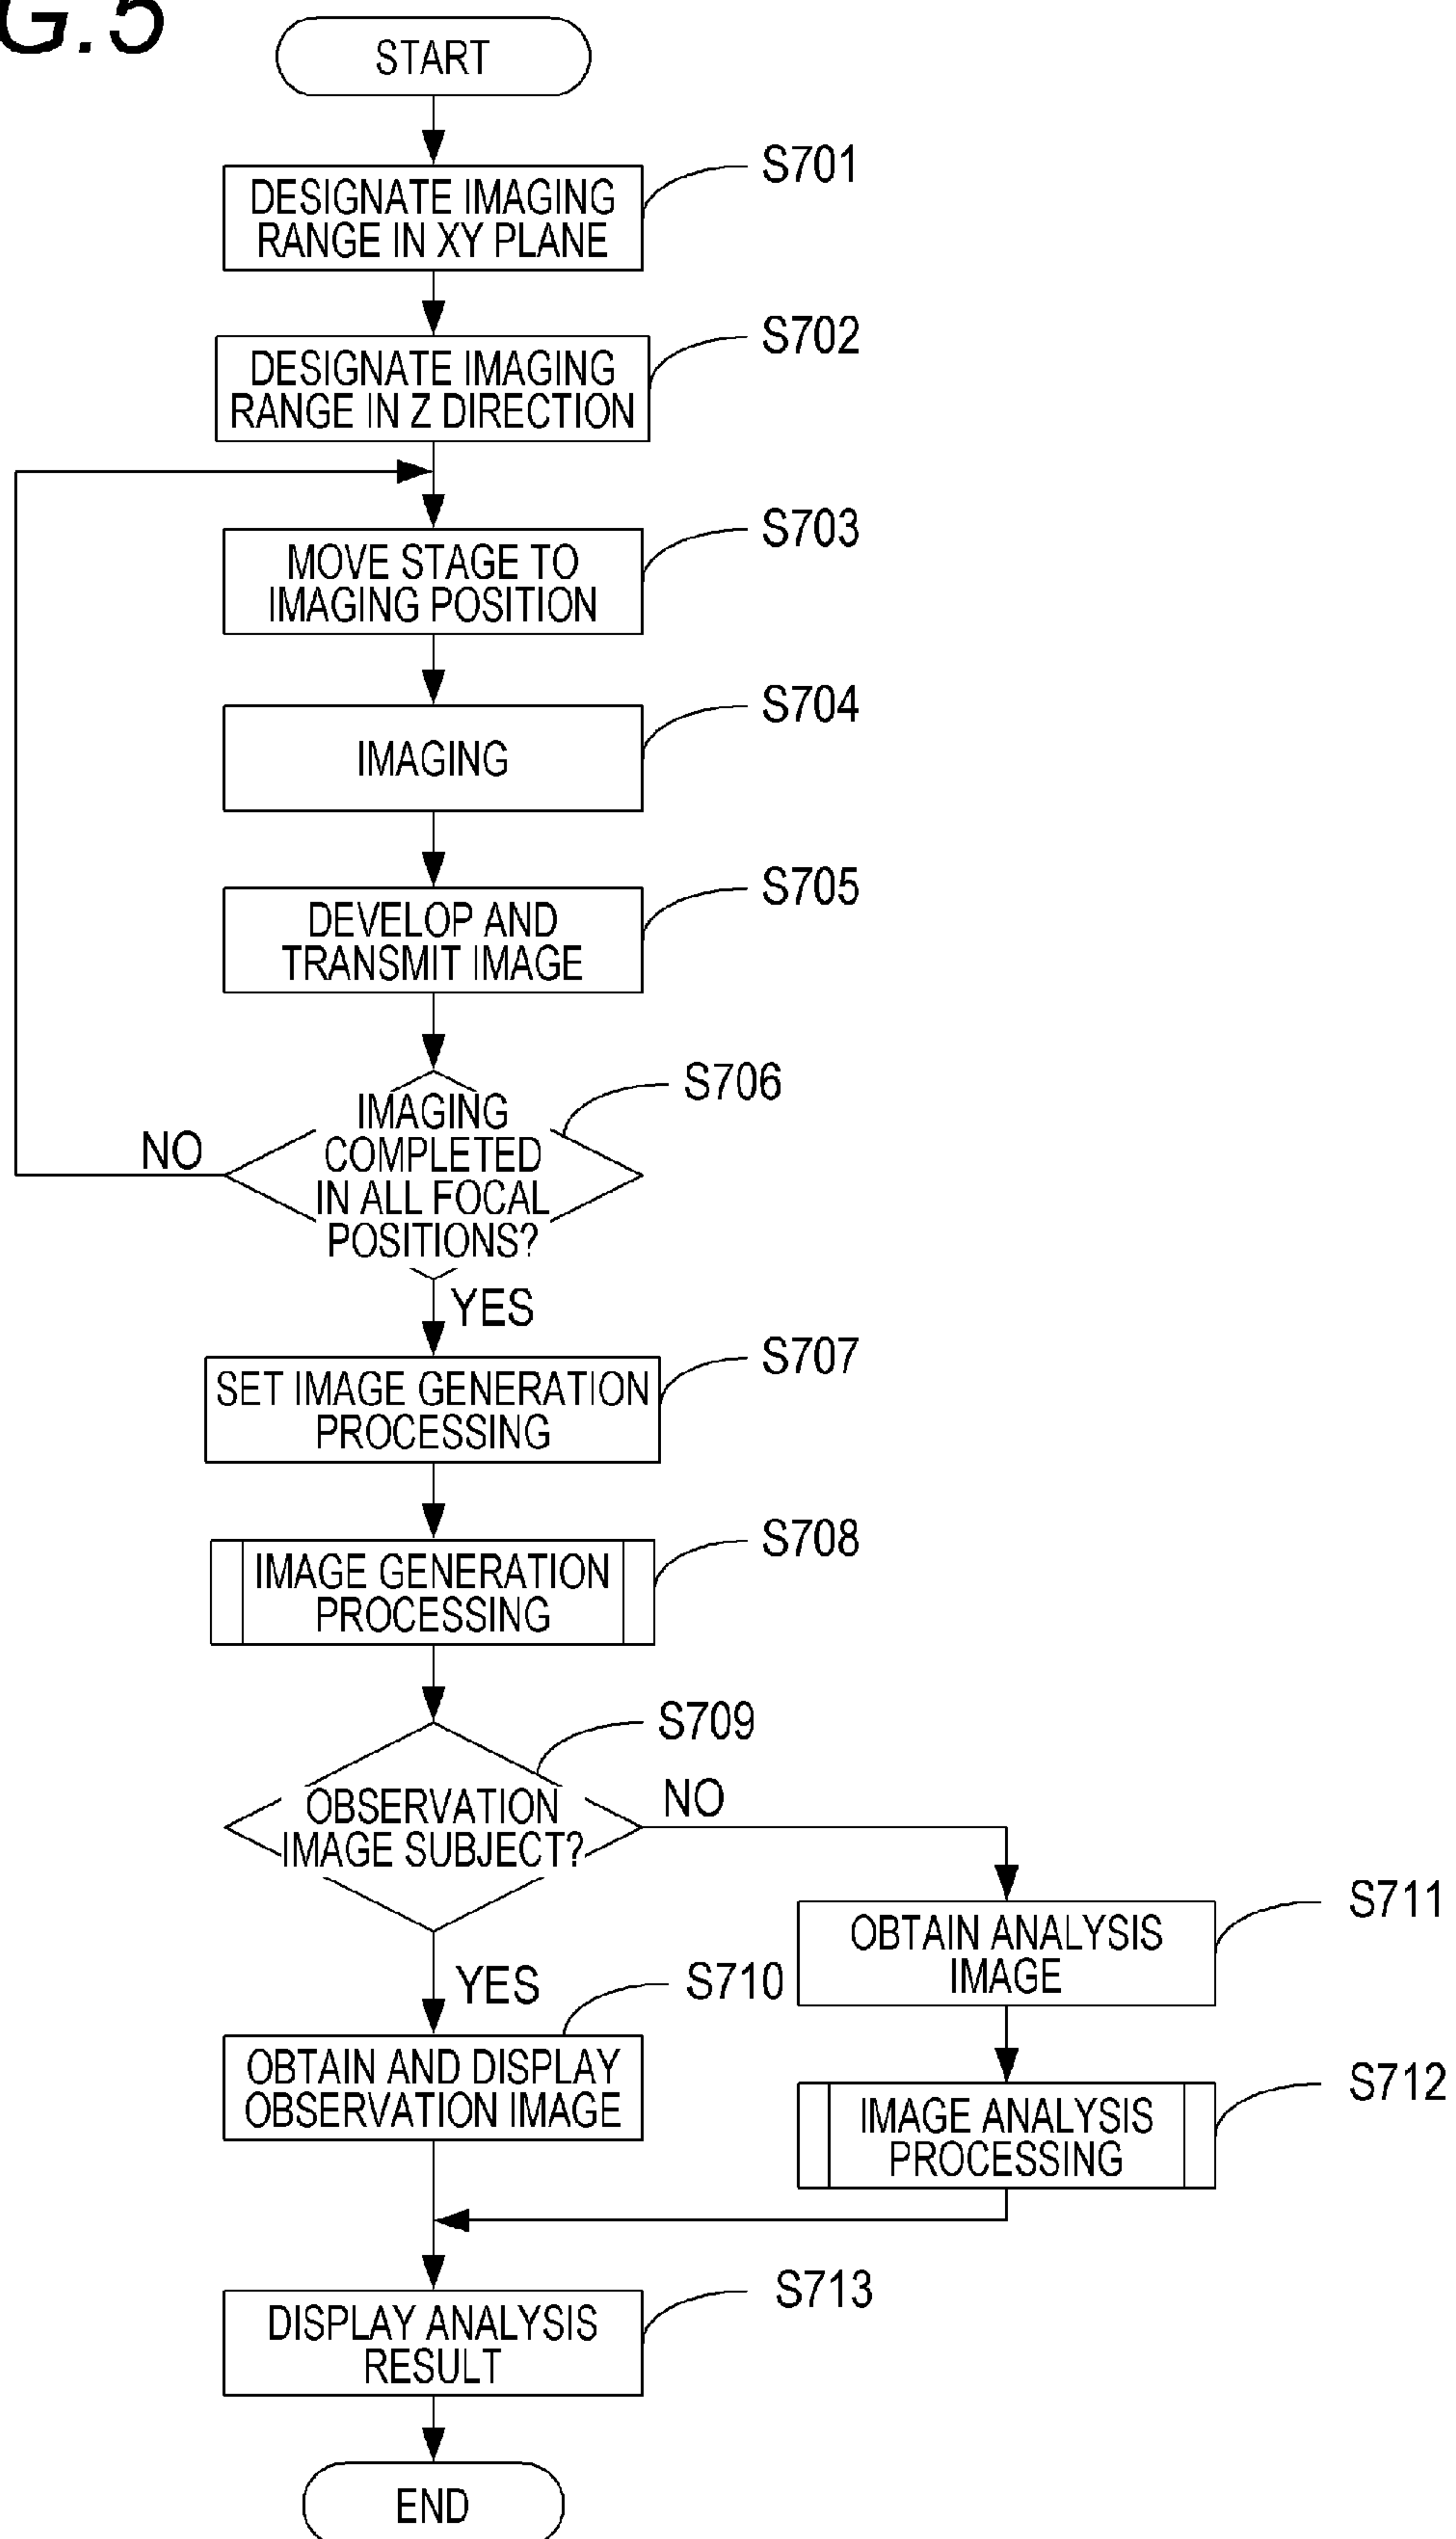 G.5
START
S701
DESIGNATE IMAGING
RANGE IN XY PLANE
S702
DESIGNATE IMAGING
RANGE IN Z DIRECTION
S703
MOVE STAGE TO
IMAGING POSITION
S704
IMAGING
S705
DEVELOP AND
TRANSMIT IMAGE
S706
IMAGING
COMPLETED
IN ALL FOCAL
POSITIONS?
NO
YES
S707
SET IMAGE GENERATION
PROCESSING
S708
IMAGE GENERATION
PROCESSING
S709
OBSERVATION
IMAGE SUBJECT?
NO
YES
S711
OBTAIN ANALYSIS
IMAGE
S710
OBTAIN AND DISPLAY
OBSERVATION IMAGE
S712
IMAGE ANALYSIS
PROCESSING
S713
DISPLAY ANALYSIS
RESULT
END